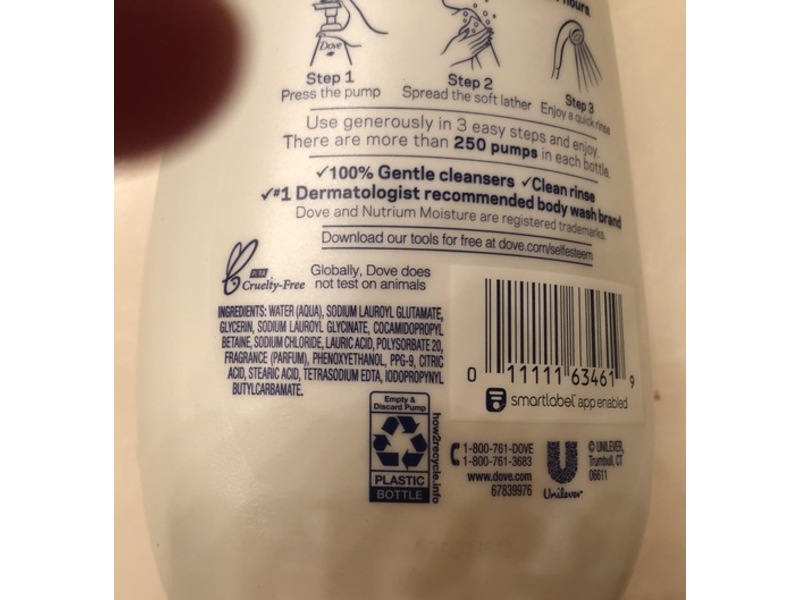 hours
Dove
Step 1
Press the pump
Step 2
Spread the soft lather
Step 3
Enjoy a quick rinse
Use generously in 3 easy steps and enjoy.
There are more than 250 pumps in each bottle.
✓100% Gentle cleansers ✓Clean rinse
✓#1 Dermatologist recommended body wash brand
Dove and Nutrium Moisture are registered trademarks.
Download our tools for free at dove.com/selfesteem
PETA
Cruelty-Free
Globally, Dove does
not test on animals
INGREDIENTS: WATER (AQUA), SODIUM LAUROYL GLUTAMATE,
GLYCERIN, SODIUM LAUROYL GLYCINATE, COCAMIDOPROPYL
BETAINE, SODIUM CHLORIDE, LAURIC ACID, POLYSORBATE 20,
FRAGRANCE (PARFUM), PHENOXYETHANOL, PPG-9, CITRIC
ACID, STEARIC ACID, TETRASODIUM EDTA, IODOPROPYNYL
BUTYLCARBAMATE.
0 11111 63461 9
smartlabel™ app enabled
Empty &
Discard Pump
PLASTIC
BOTTLE
how2recycle.info
1-800-761-DOVE
1-800-761-3683
www.dove.com
67839976
Unilever
© UNILEVER,
Trumbull, CT
06611